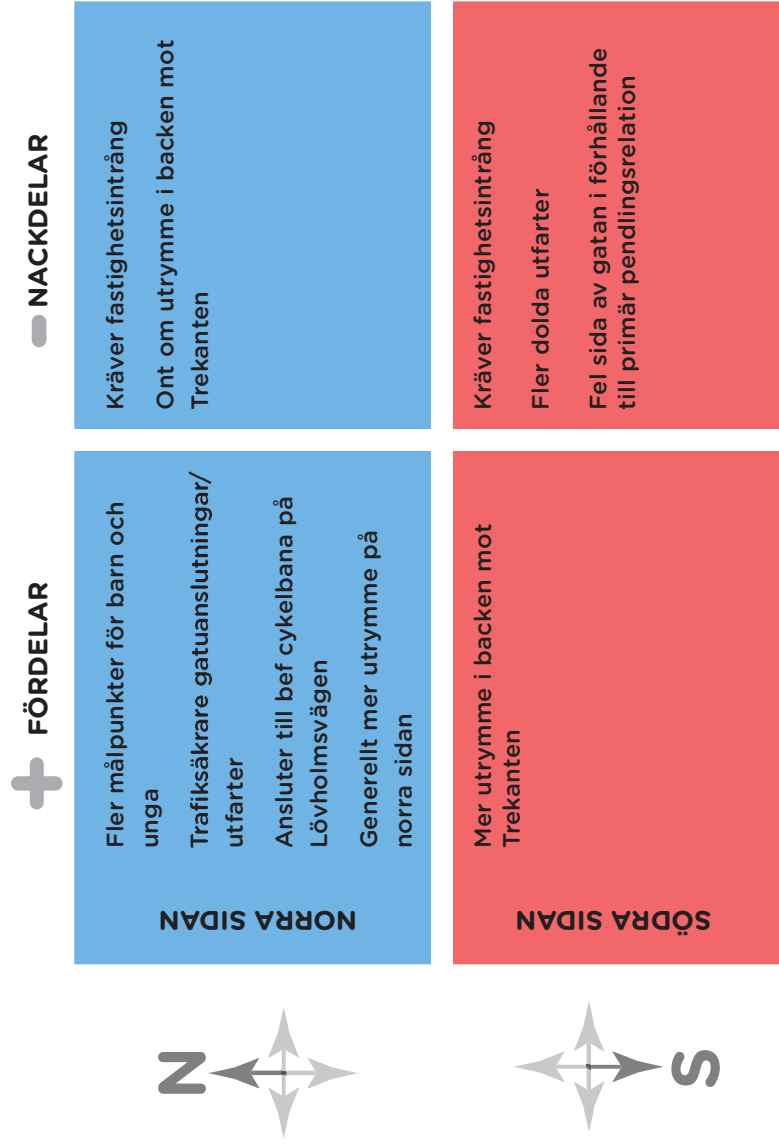 FÖRDELAR
NACKDELAR
N
NORRA SIDAN
Fler målpunkter för barn och
unga
Trafiksäkrare gatuanslutningar/
utfarter
Ansluter till bef cykelbana på
Lövholmsvägen
Generellt mer utrymme på
norra sidan
Kräver fastighetsintrång
Ont om utrymme i backen mot
Trekanten
S
SÖDRA SIDAN
Mer utrymme i backen mot
Trekanten
Kräver fastighetsintrång
Fler dolda utfarter
Fel sida av gatan i förhållande
till primär pendlingsrelation